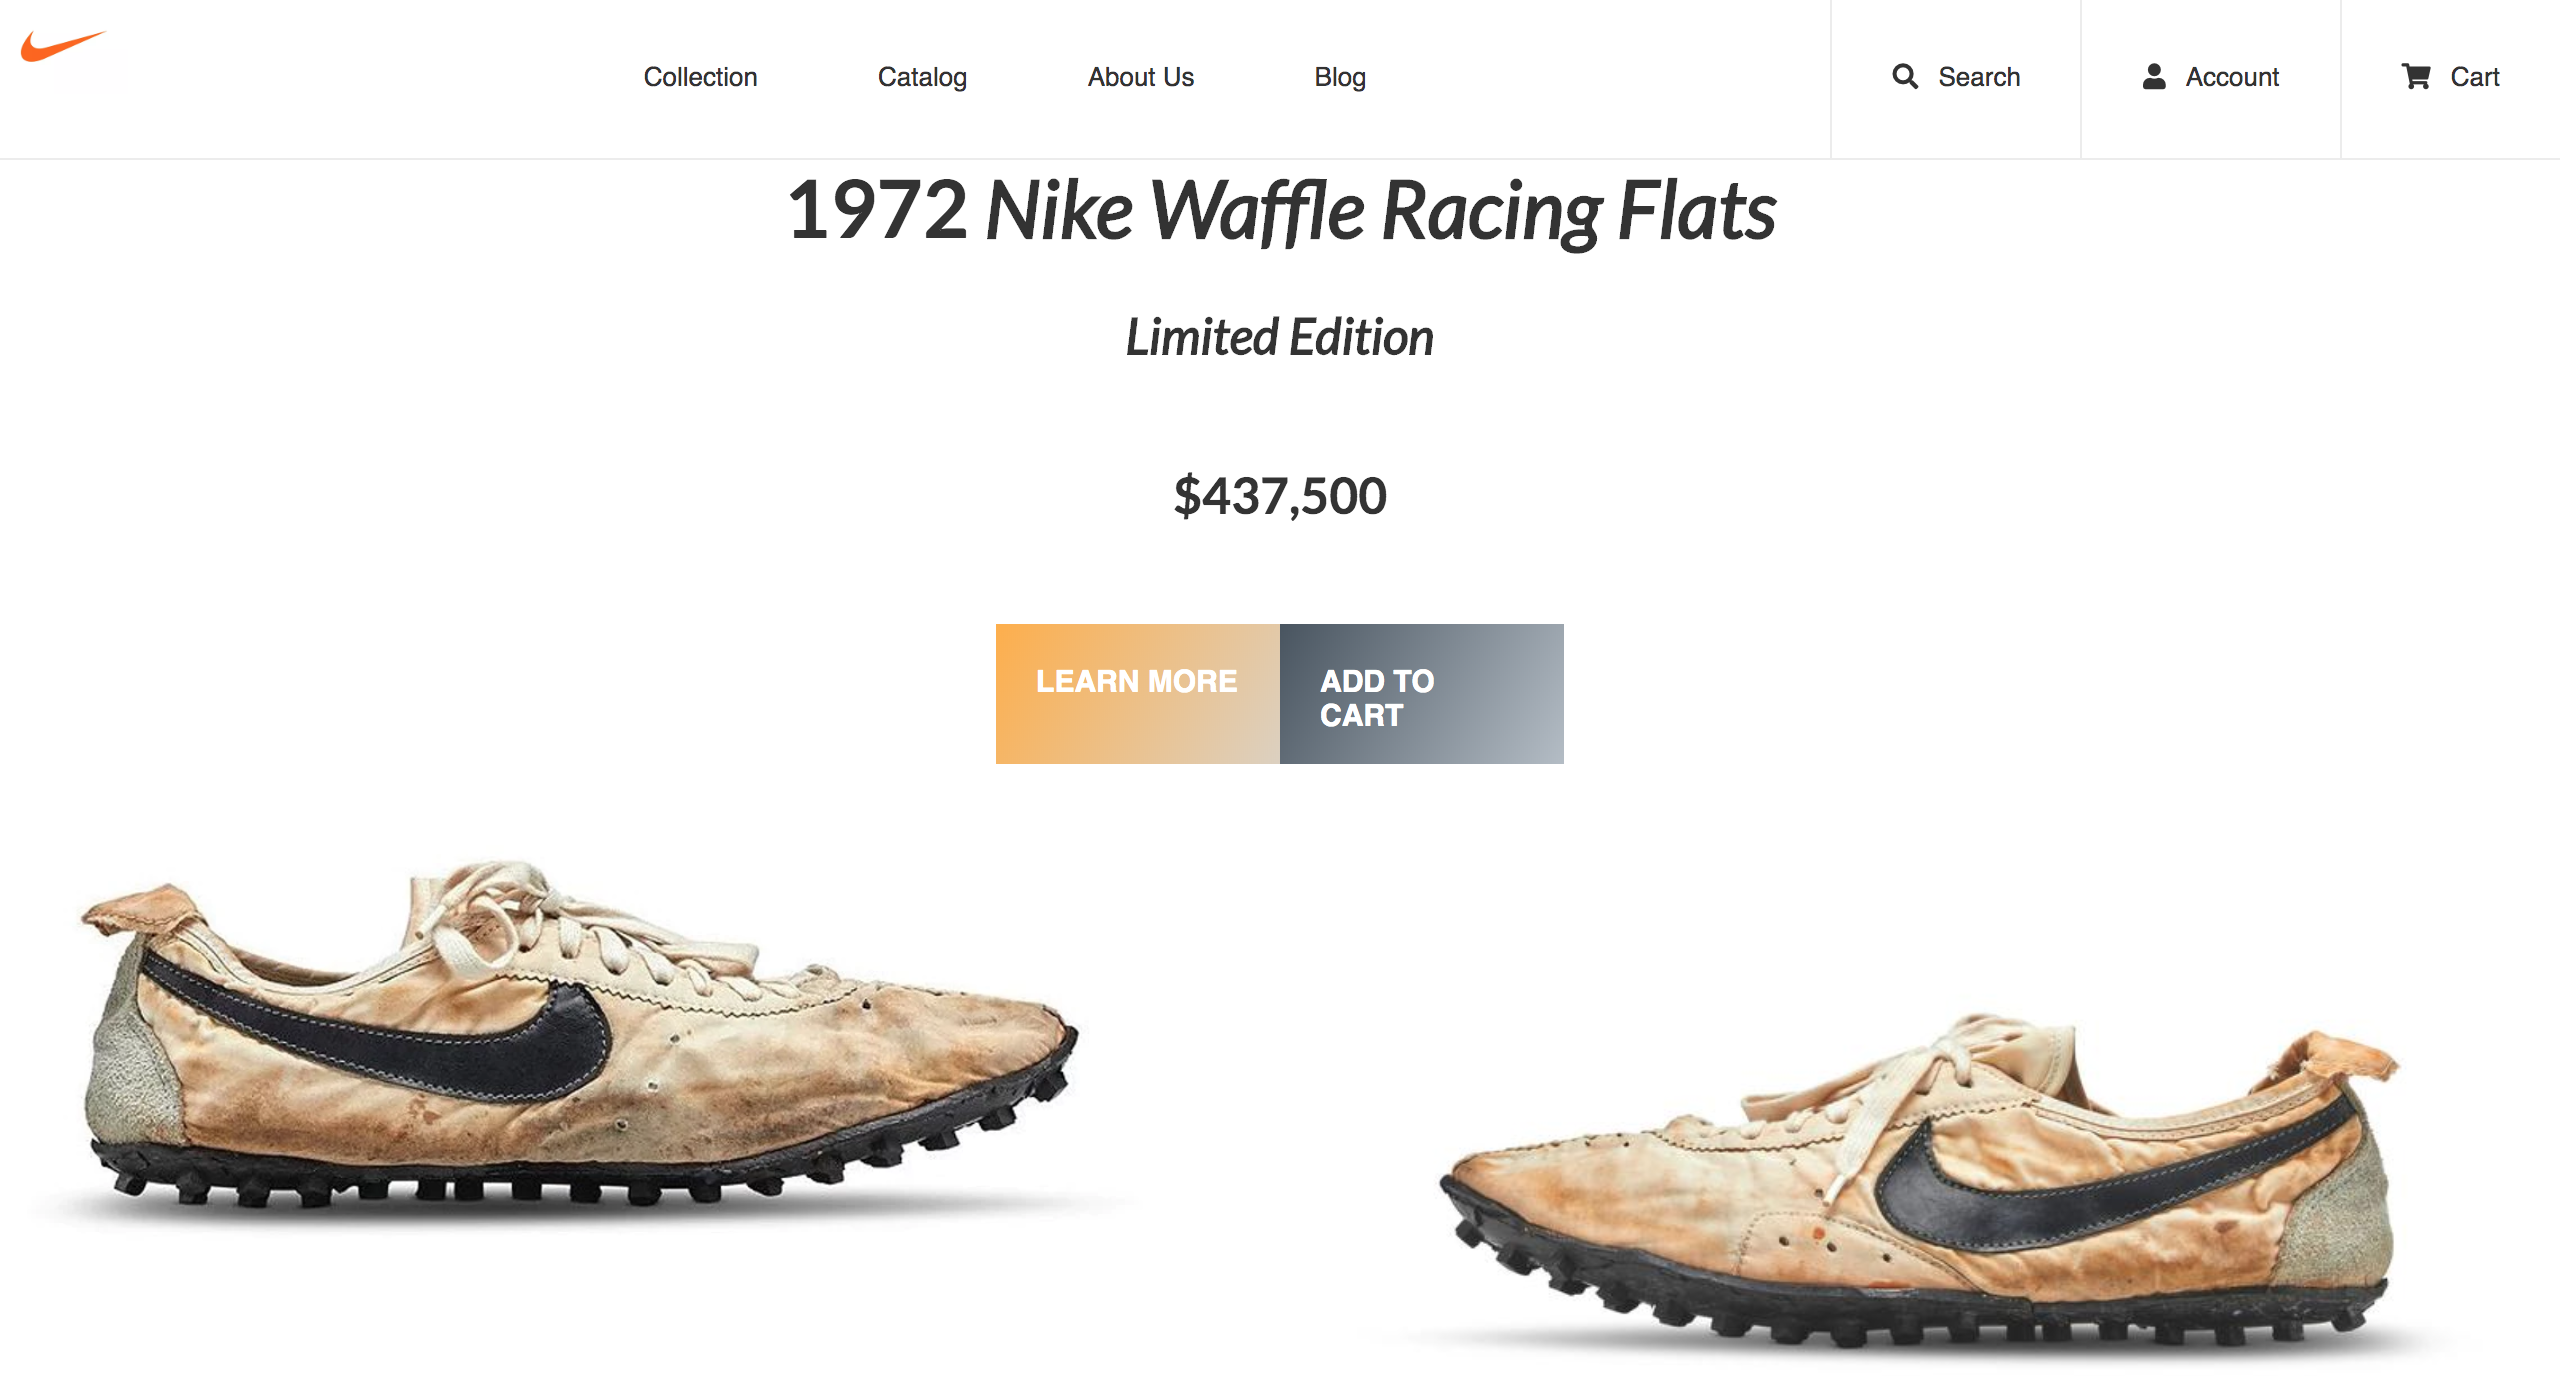 Collection Catalog About Us Blog Search Account Cart
1972 Nike Waffle Racing Flats
Limited Edition
$437,500
LEARN MORE
ADD TO
CART